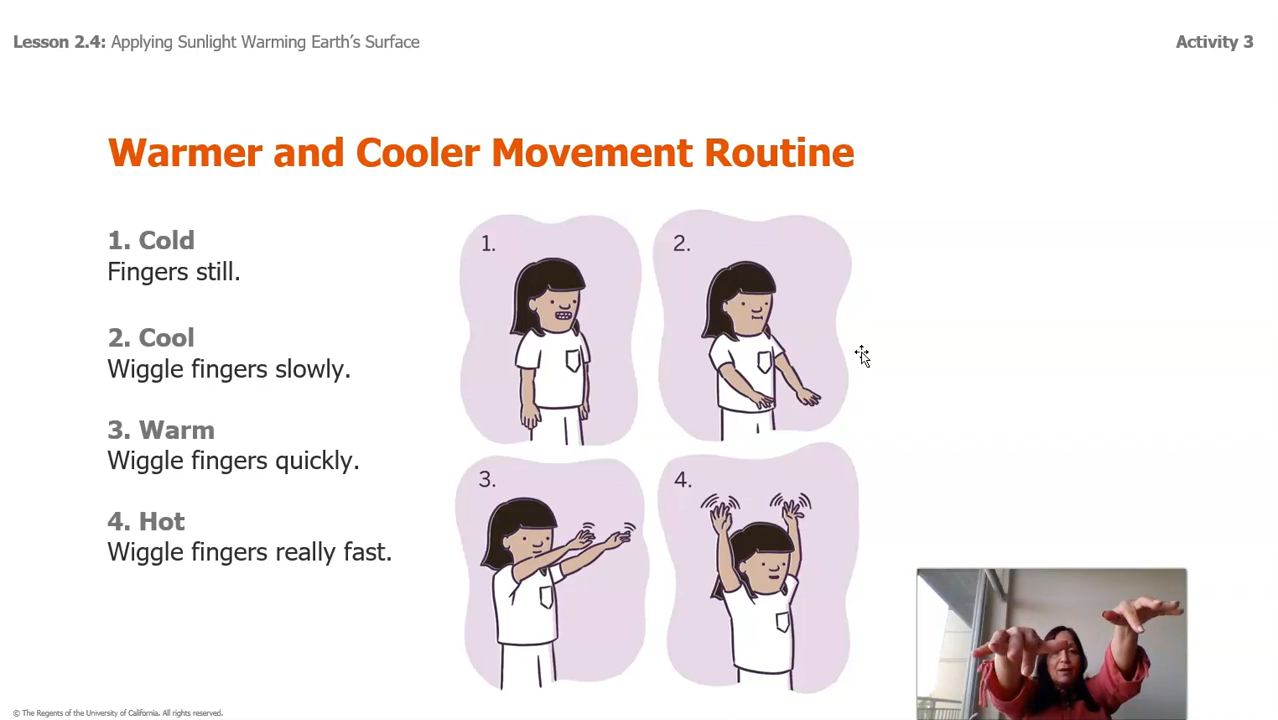 Lesson 2.4: Applying Sunlight Warming Earth's Surface
Activity 3
Warmer and Cooler Movement Routine
1. Cold
Fingers still.
2. Cool
Wiggle fingers slowly.
3. Warm
Wiggle fingers quickly.
4. Hot
Wiggle fingers really fast.
1.
2.
3.
4.
© The Regents of the University of California. All rights reserved.